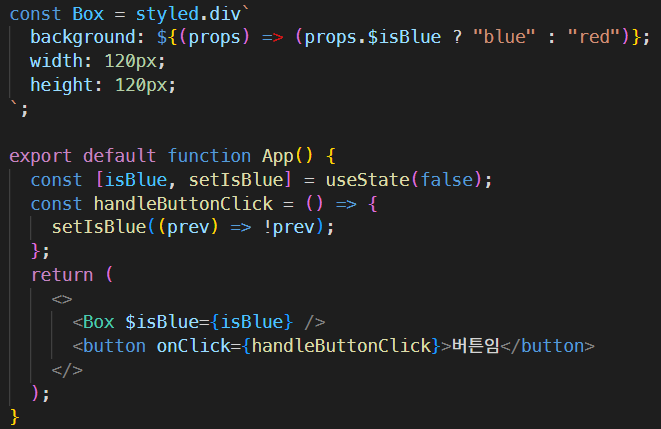 const Box = styled.div`
  background: ${(props) => (props.$isBlue ? "blue" : "red")};
  width: 120px;
  height: 120px;
`;

export default function App() {
  const [isBlue, setIsBlue] = useState(false);
  const handleButtonClick = () => {
    setIsBlue((prev) => !prev);
  };
  return (
    <>
      <Box $isBlue={isBlue} />
      <button onClick={handleButtonClick}>버튼임</button>
    </>
  );
}